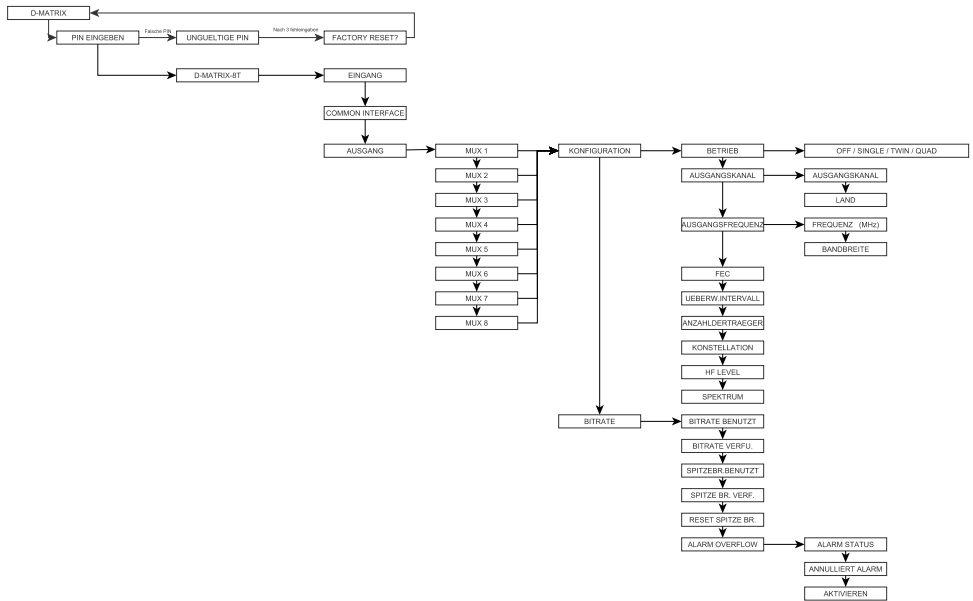 D-MATRIX
PIN EINGEBEN
Falsche PIN
UNGUELTIGE PIN
Nach 3 fehleingaben
FACTORY RESET?
D-MATRIX-8T
EINGANG
COMMON INTERFACE
AUSGANG
MUX 1
MUX 2
MUX 3
MUX 4
MUX 5
MUX 6
MUX 7
MUX 8
KONFIGURATION
BETRIEB
OFF / SINGLE / TWIN / QUAD
AUSGANGSKANAL
AUSGANGSKANAL
LAND
AUSGANGSFREQUENZ
FREQUENZ (MHz)
BANDBREITE
FEC
UEBERW.INTERVALL
ANZAHLDERTRAEGER
KONSTELLATION
HF LEVEL
SPEKTRUM
BITRATE
BITRATE BENUTZT
BITRATE VERFU.
SPITZEBR.BENUTZT
SPITZE BR. VERF.
RESET SPITZE BR.
ALARM OVERFLOW
ALARM STATUS
ANNULLIERT ALARM
AKTIVIEREN